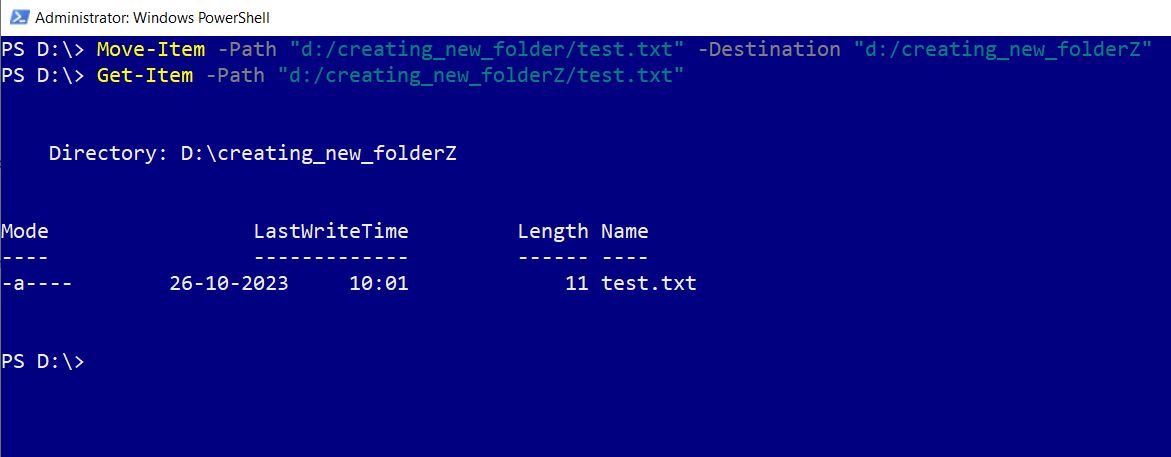 Administrator: Windows PowerShell
PS D:\> Move-Item -Path "d:/creating_new_folder/test.txt" -Destination "d:/creating_new_folderZ"
PS D:\> Get-Item -Path "d:/creating_new_folderZ/test.txt"
Directory: D:\creating_new_folderZ
Mode LastWriteTime Length Name
---- ------------- ------ ----
-a---- 26-10-2023 10:01 11 test.txt
PS D:\>